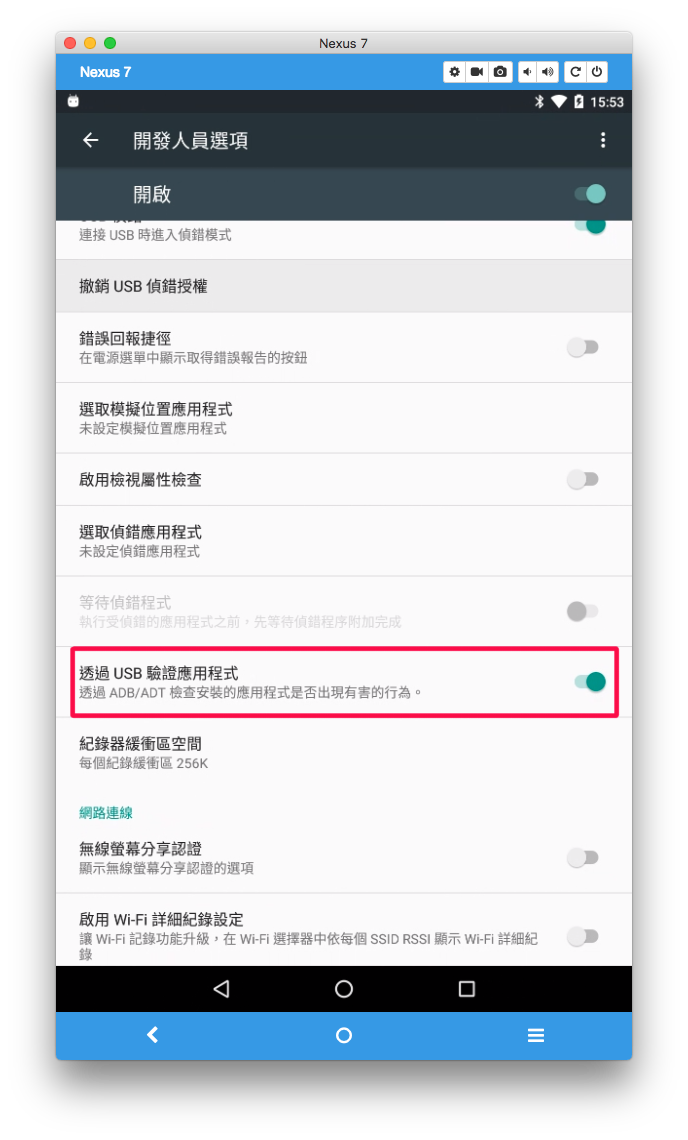 Nexus 7
Nexus 7
15:53
開發人員選項
開啟
連接 USB 時進入偵錯模式
撤銷 USB 偵錯授權
錯誤回報捷徑
在電源選單中顯示取得錯誤報告的按鈕
選取模擬位置應用程式
未設定模擬位置應用程式
啟用檢視屬性檢查
選取偵錯應用程式
未設定偵錯應用程式
等待偵錯程式
執行受偵錯的應用程式之前，先等待偵錯程序附加完成
透過 USB 驗證應用程式
透過 ADB/ADT 檢查安裝的應用程式是否出現有害的行為。
紀錄器緩衝區空間
每個紀錄緩衝區 256K
網路連線
無線螢幕分享認證
顯示無線螢幕分享認證的選項
啟用 Wi-Fi 詳細紀錄設定
讓 Wi-Fi 記錄功能升級，在 Wi-Fi 選擇器中依每個 SSID RSSI 顯示 Wi-Fi 詳細紀
錄